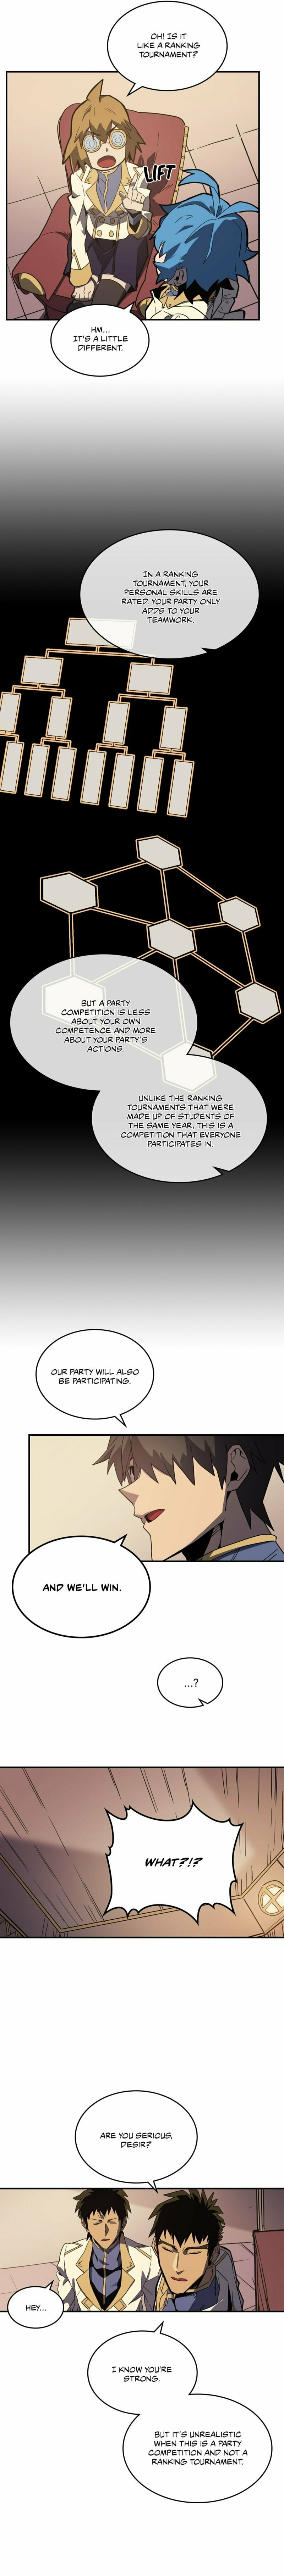 OH! IS IT
LIKE A RANKING
TOURNAMENT?
LIFT
HM...
IT'S A LITTLE
DIFFERENT.
IN A RANKING
TOURNAMENT, YOUR
PERSONAL SKILLS ARE
RATED. YOUR PARTY ONLY
ADDS TO YOUR
TEAMWORK.
BUT A PARTY
COMPETITION IS LESS
ABOUT YOUR OWN
COMPETENCE AND MORE
ABOUT YOUR PARTY'S
ACTIONS.
UNLIKE THE RANKING
TOURNAMENTS THAT WERE
MADE UP OF STUDENTS OF
THE SAME YEAR, THIS IS A
COMPETITION THAT EVERYONE
PARTICIPATES IN.
OUR PARTY WILL ALSO
BE PARTICIPATING.
AND WE'LL WIN.
...?
WHAT?!?
ARE YOU SERIOUS,
DESIR?
HEY...
I KNOW YOU'RE
STRONG.
BUT IT'S UNREALISTIC
WHEN THIS IS A PARTY
COMPETITION AND NOT A
RANKING TOURNAMENT.